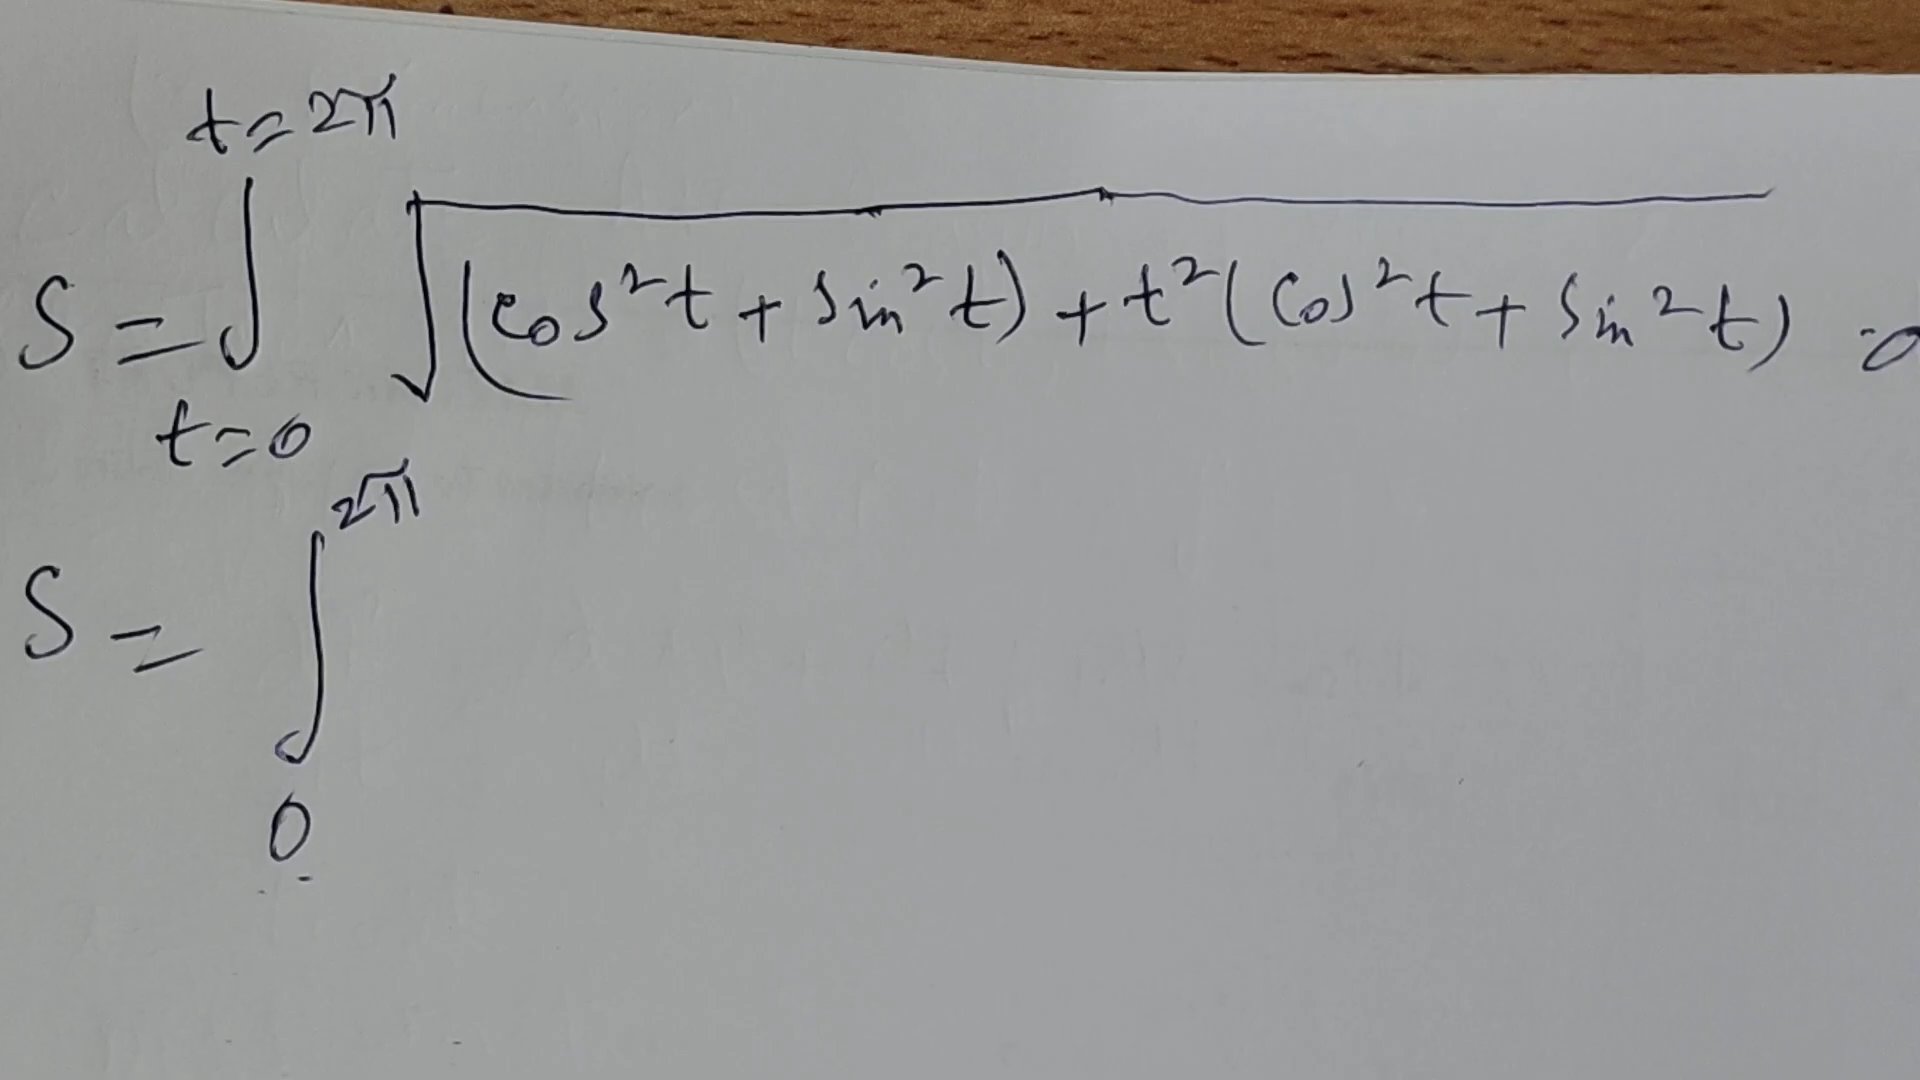 t=2π
S = ∫ √(cos²t + sin²t) + t²(cos²t + sin²t)
t=0
2π
S = ∫
0